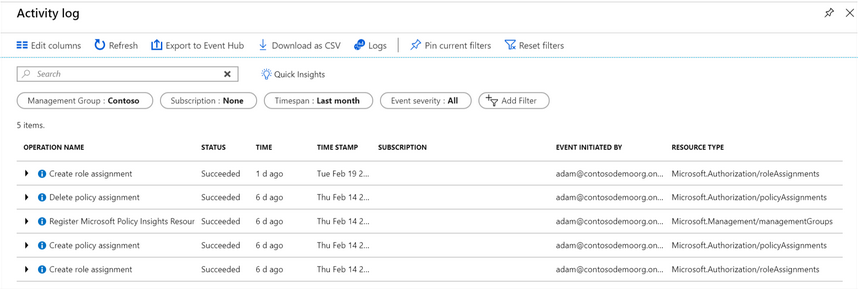 Activity log
Edit columns Refresh Export to Event Hub Download as CSV Logs Pin current filters Reset filters
Search Quick Insights
Management Group : Contoso Subscription : None Timespan : Last month Event severity : All Add Filter
5 items.
OPERATION NAME STATUS TIME TIME STAMP SUBSCRIPTION EVENT INITIATED BY RESOURCE TYPE
Create role assignment Succeeded 1 d ago Tue Feb 19 2... adam@contosodemoorg.on... Microsoft.Authorization/roleAssignments
Delete policy assignment Succeeded 6 d ago Thu Feb 14 2... adam@contosodemoorg.on... Microsoft.Authorization/policyAssignments
Register Microsoft Policy Insights Resour Succeeded 6 d ago Thu Feb 14 2... adam@contosodemoorg.on... Microsoft.Management/managementGroups
Create policy assignment Succeeded 6 d ago Thu Feb 14 2... adam@contosodemoorg.on... Microsoft.Authorization/policyAssignments
Create role assignment Succeeded 6 d ago Thu Feb 14 2... adam@contosodemoorg.on... Microsoft.Authorization/roleAssignments